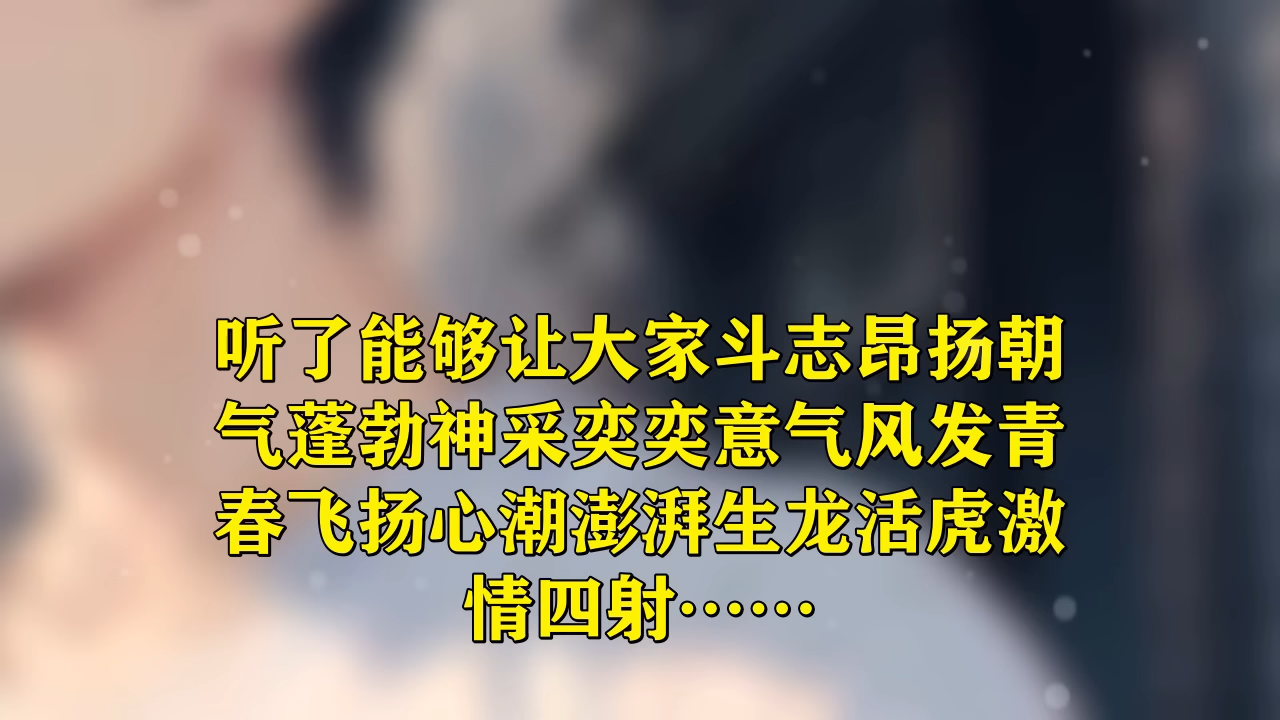 听了能够让大家斗志昂扬朝
气蓬勃神采奕奕意气风发青
春飞扬心潮澎湃生龙活虎激
情四射……